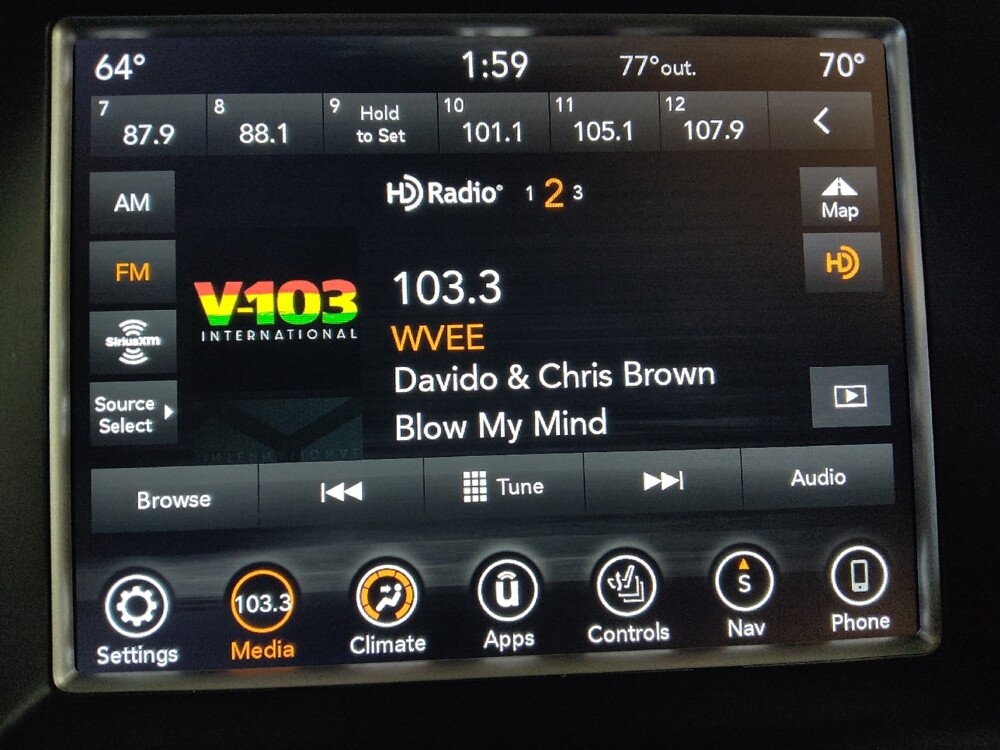 64° 1:59 77°out. 70°
7 87.9 8 88.1 9 Hold to Set 10 101.1 11 105.1 12 107.9
HD Radio® 1 2 3
AM
Map
FM
HD
V-103
INTERNATIONAL
103.3
WVEE
SiriusXm
Davido & Chris Brown
Source
Select
Blow My Mind
Browse Tune Audio
103.3 u S
Settings Media Climate Apps Controls Nav Phone